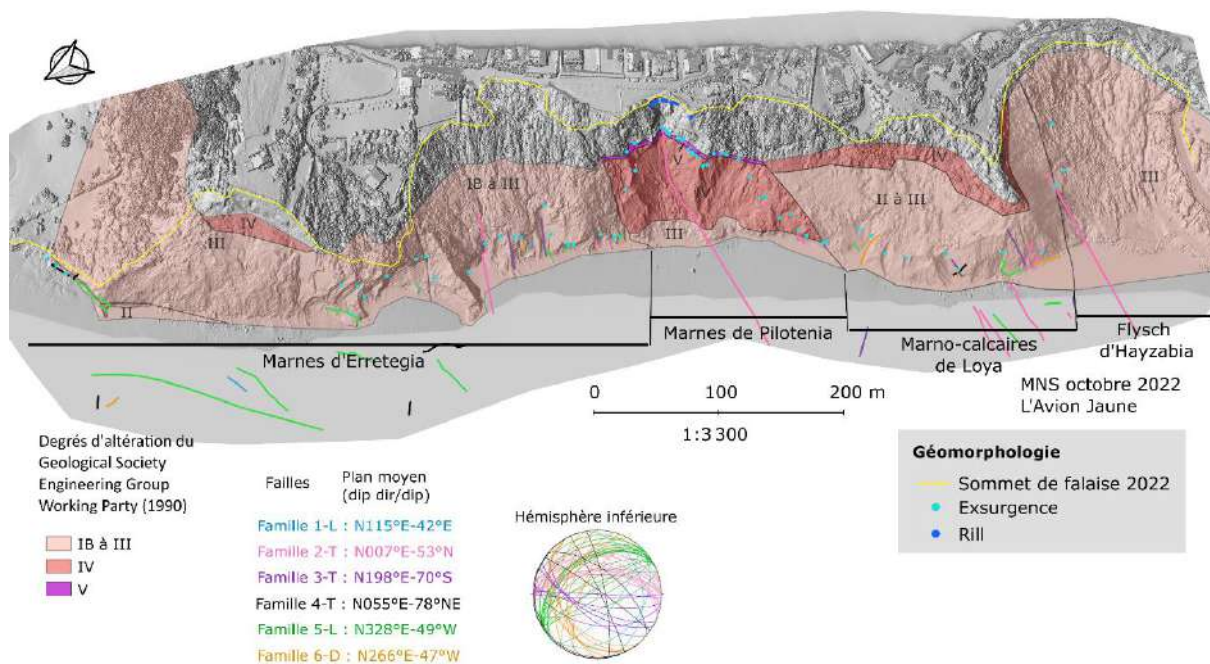 IB à III
V
IV
III
III
IV
II à III
III
II
Marnes d'Erretegia
Marnes de Pilotenia
Marno-calcaires
de Loya
Flysch
d'Hayzabia
0 100 200 m
1:3 300
MNS octobre 2022
L'Avion Jaune
Degrés d'altération du
Geological Society
Engineering Group
Working Party (1990)
IB à III
IV
V
Failles
Plan moyen
(dip dir/dip)
Famille 1-L : N115°E-42°E
Famille 2-T : N007°E-53°N
Famille 3-T : N198°E-70°S
Famille 4-T : N055°E-78°NE
Famille 5-L : N328°E-49°W
Famille 6-D : N266°E-47°W
Hémisphère inférieure
Géomorphologie
Sommet de falaise 2022
Exsurgence
Rill